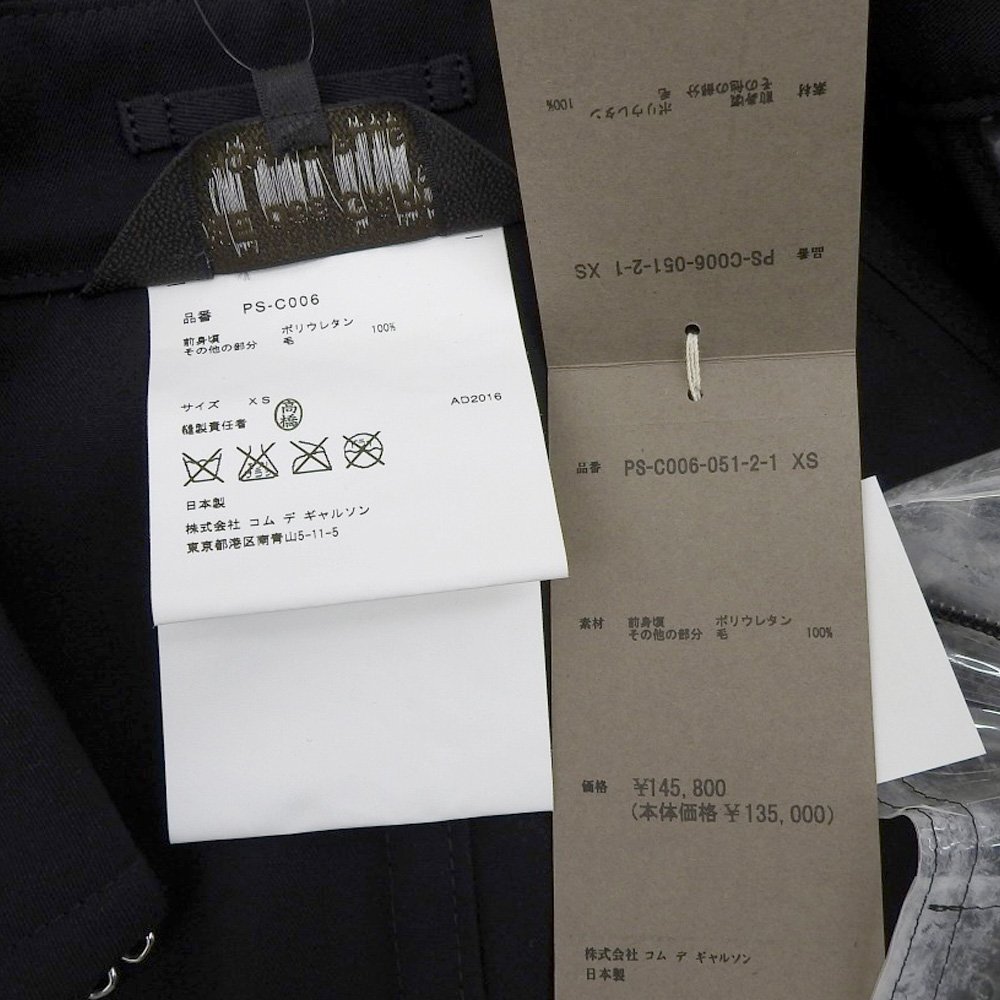 品番 PS-C006
前身頃 ポリウレタン 100%
その他の部分 毛
サイズ XS
高橋
AD2016
縫製責任者
日本製
株式会社 コム デ ギャルソン
東京都港区南青山5-11-5
素材 前身頃 ポリウレタン
その他の部分 毛 100%
品番 PS-C006-051-2-1 XS
品番 PS-C006-051-2-1 XS
素材 前身頃 ポリウレタン
その他の部分 毛 100%
価格 ¥145,800
(本体価格 ¥135,000)
株式会社 コム デ ギャルソン
日本製